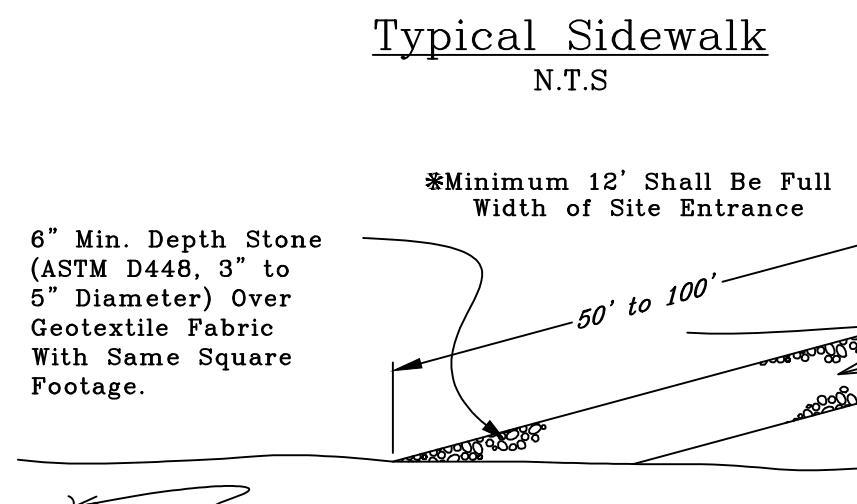 Typical Sidewalk
N.T.S
*Minimum 12' Shall Be Full
Width of Site Entrance
6" Min. Depth Stone
(ASTM D448, 3" to
5" Diameter) Over
Geotextile Fabric
With Same Square
Footage.
50' to 100'